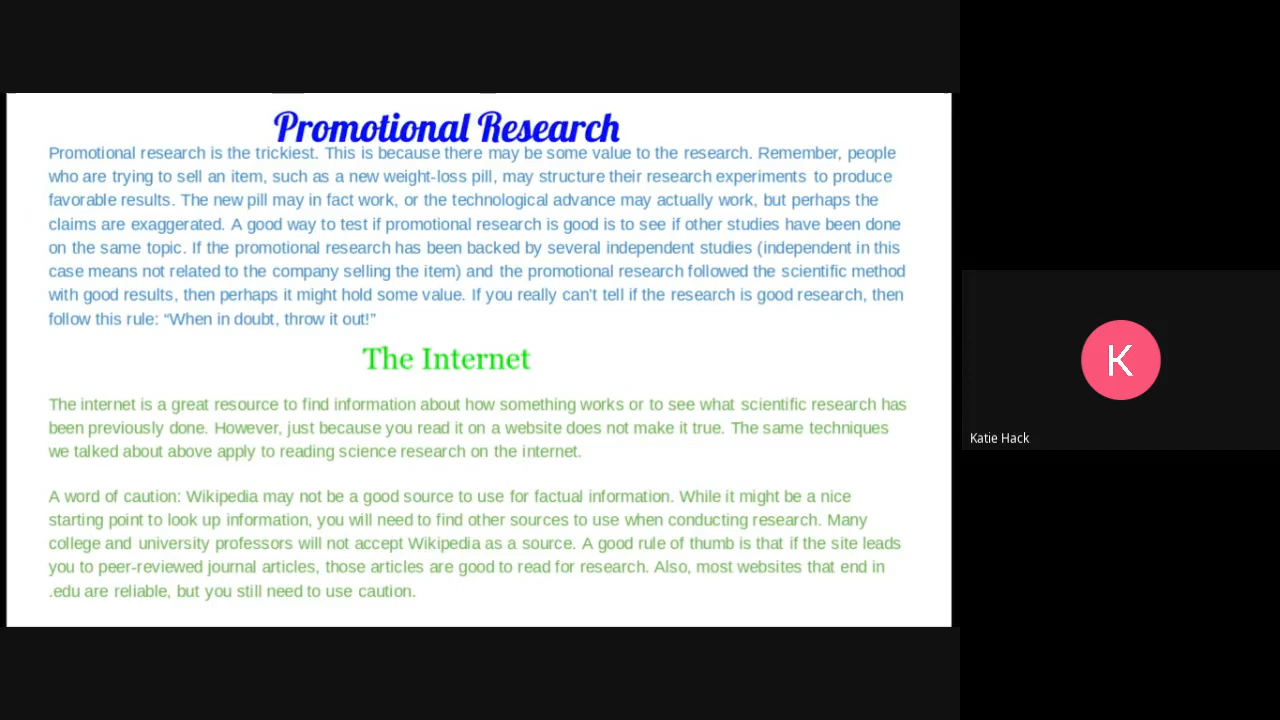 Promotional Research
Promotional research is the trickiest. This is because there may be some value to the research. Remember, people
who are trying to sell an item, such as a new weight-loss pill, may structure their research experiments to produce
favorable results. The new pill may in fact work, or the technological advance may actually work, but perhaps the
claims are exaggerated. A good way to test if promotional research is good is to see if other studies have been done
on the same topic. If the promotional research has been backed by several independent studies (independent in this
case means not related to the company selling the item) and the promotional research followed the scientific method
with good results, then perhaps it might hold some value. If you really can't tell if the research is good research, then
follow this rule: “When in doubt, throw it out!”
The Internet
The internet is a great resource to find information about how something works or to see what scientific research has
been previously done. However, just because you read it on a website does not make it true. The same techniques
we talked about above apply to reading science research on the internet.
A word of caution: Wikipedia may not be a good source to use for factual information. While it might be a nice
starting point to look up information, you will need to find other sources to use when conducting research. Many
college and university professors will not accept Wikipedia as a source. A good rule of thumb is that if the site leads
you to peer-reviewed journal articles, those articles are good to read for research. Also, most websites that end in
.edu are reliable, but you still need to use caution.
K
Katie Hack